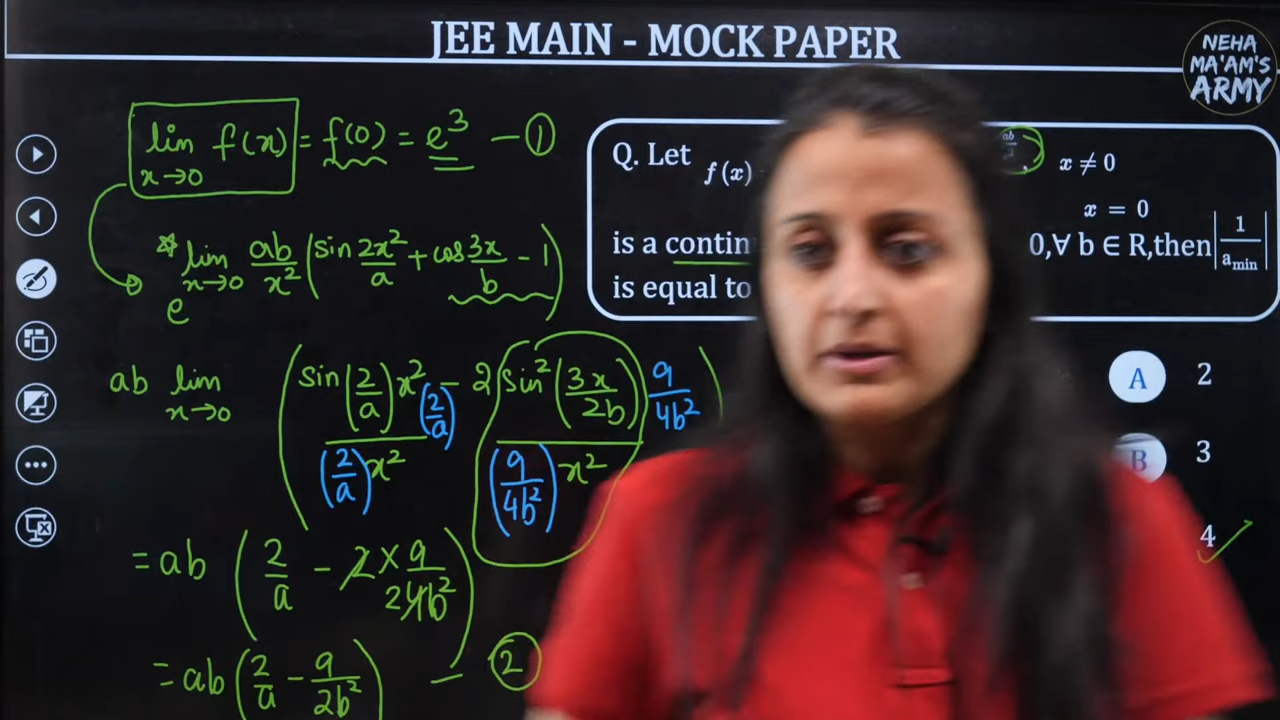 JEE MAIN - MOCK PAPER
NEHA
MA'AM'S
ARMY
lim x→0 f(x) = f(0) = e³ — ①
* e lim x→0 ab/x² (sin 2x²/a + cos 3x/b - 1)
ab lim x→0 (sin(2/a)x² (2/a) / (2/a)x² - 2 sin²(3x/2b) 9/4b² / (9/4b²)x²)
= ab (2/a - 2 × 9/4b²) 2
= ab (2/a - 9/2b²) — ②
Q. Let f(x) ab x ≠ 0
x = 0
is a contin 0,∀ b ∈ R,then |1/a_min|
is equal to
A 2
B 3
4 ✓